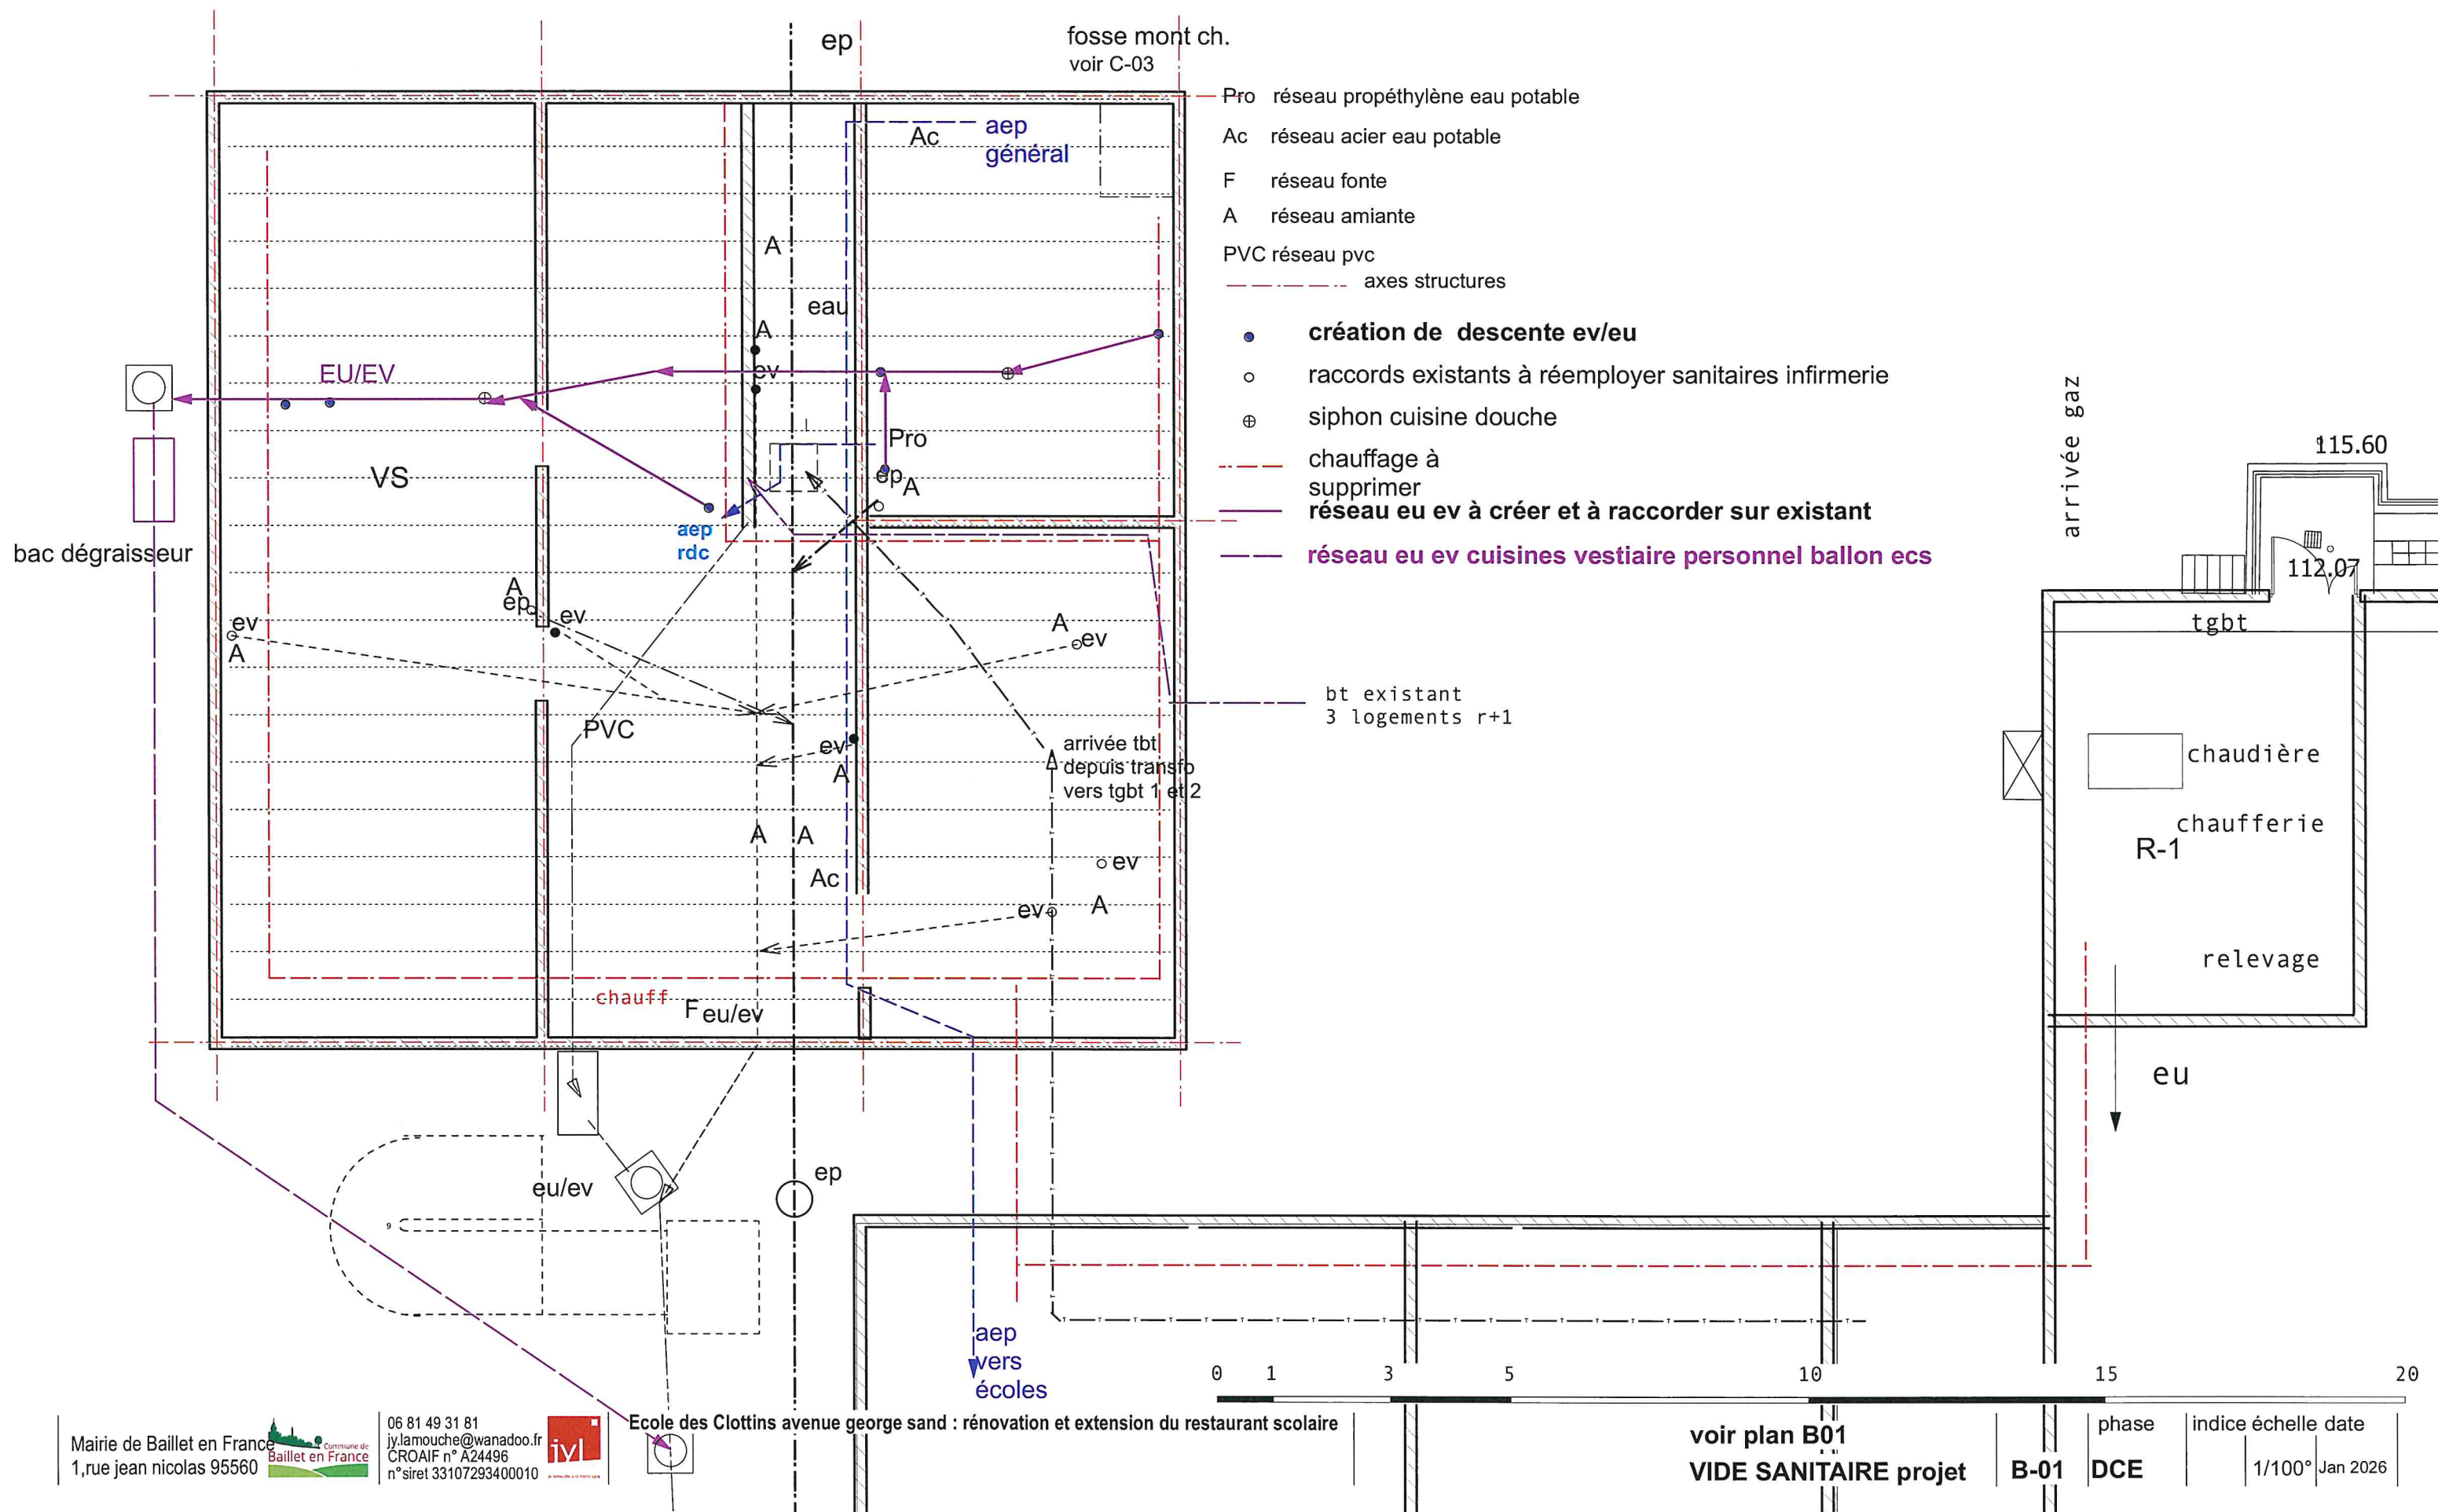 ep
fosse mont ch.
voir C-03
Pro réseau propéthylène eau potable
Ac réseau acier eau potable
F réseau fonte
A réseau amiante
PVC réseau pvc
axes structures
création de descente ev/eu
raccords existants à réemployer sanitaires infirmerie
siphon cuisine douche
chauffage à
supprimer
réseau eu ev à créer et à raccorder sur existant
réseau eu ev cuisines vestiaire personnel ballon ecs
Ac
aep
général
A
eau
A
ev
EU/EV
Pro
ep
A
VS
aep
rdc
bac dégraisseur
A
ep
ev
ev
A
A
ev
PVC
ev
A
bt existant
3 logements r+1
arrivée tbt
depuis transfo
vers tgbt 1 et 2
A
A
Ac
ev
ev
A
chauff
F
eu/ev
eu/ev
ep
9
aep
vers
écoles
arrivée gaz
115.60
112.07
tgbt
chaudière
chaufferie
R-1
relevage
eu
0 1 3 5 10 15 20
Mairie de Baillet en France
1,rue jean nicolas 95560
Commune de
Baillet en France
06 81 49 31 81
jy.lamouche@wanadoo.fr
CROAIF n° A24496
n°siret 33107293400010
jyl
Ecole des Clottins avenue george sand : rénovation et extension du restaurant scolaire
voir plan B01
VIDE SANITAIRE projet
B-01
phase
DCE
indice échelle date
1/100° Jan 2026